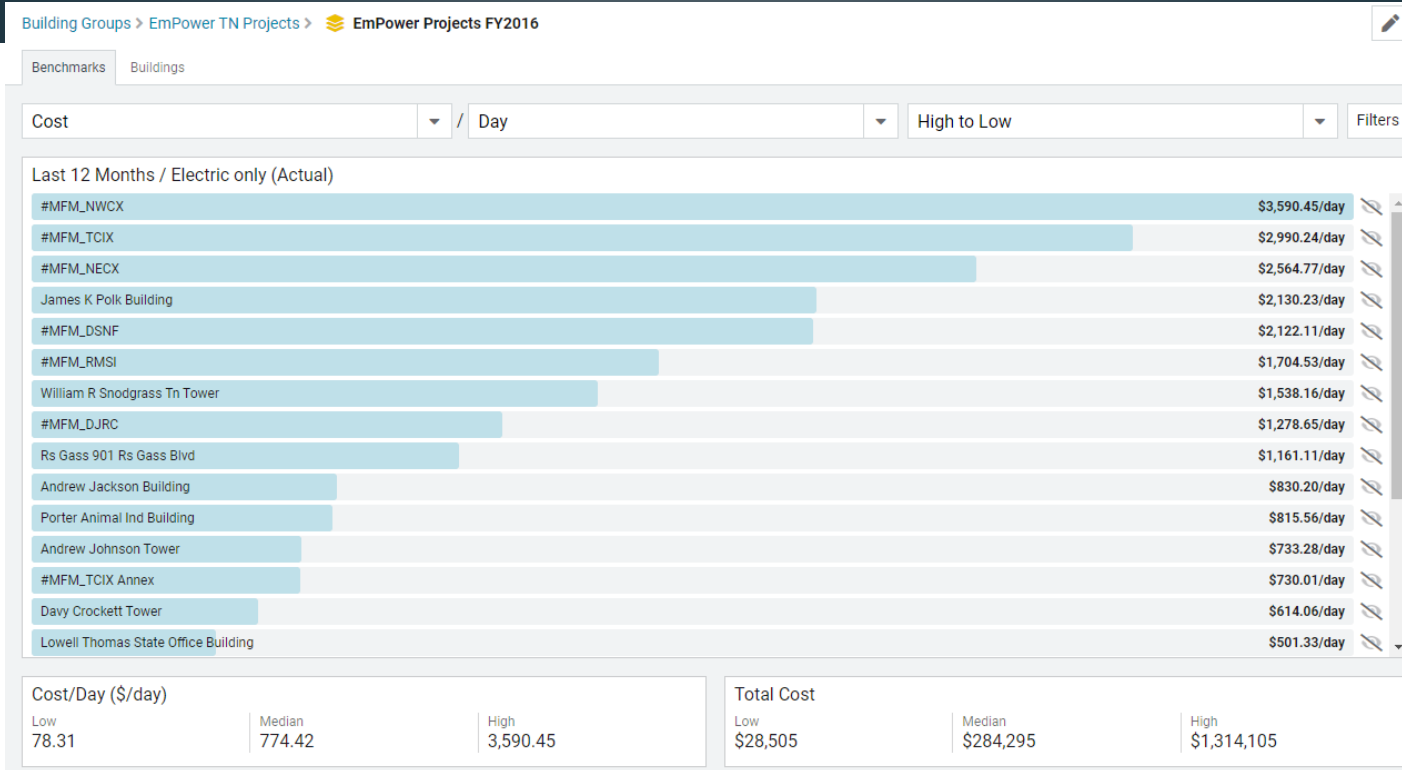 Building Groups > EmPower TN Projects > EmPower Projects FY2016
Benchmarks Buildings
Cost / Day High to Low Filters
Last 12 Months / Electric only (Actual)
#MFM_NWCX $3,590.45/day
#MFM_TCIX $2,990.24/day
#MFM_NECX $2,564.77/day
James K Polk Building $2,130.23/day
#MFM_DSNF $2,122.11/day
#MFM_RMSI $1,704.53/day
William R Snodgrass Tn Tower $1,538.16/day
#MFM_DJRC $1,278.65/day
Rs Gass 901 Rs Gass Blvd $1,161.11/day
Andrew Jackson Building $830.20/day
Porter Animal Ind Building $815.56/day
Andrew Johnson Tower $733.28/day
#MFM_TCIX Annex $730.01/day
Davy Crockett Tower $614.06/day
Lowell Thomas State Office Building $501.33/day
Cost/Day ($/day) Total Cost
Low Median High Low Median High
78.31 774.42 3,590.45 $28,505 $284,295 $1,314,105